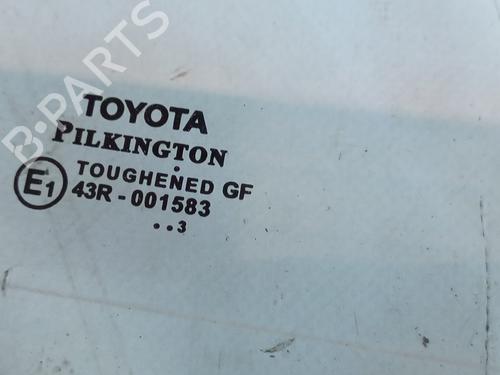 B-PARTS
TOYOTA
PILKINGTON
TOUGHENED GF
E1 43R-001583
..3